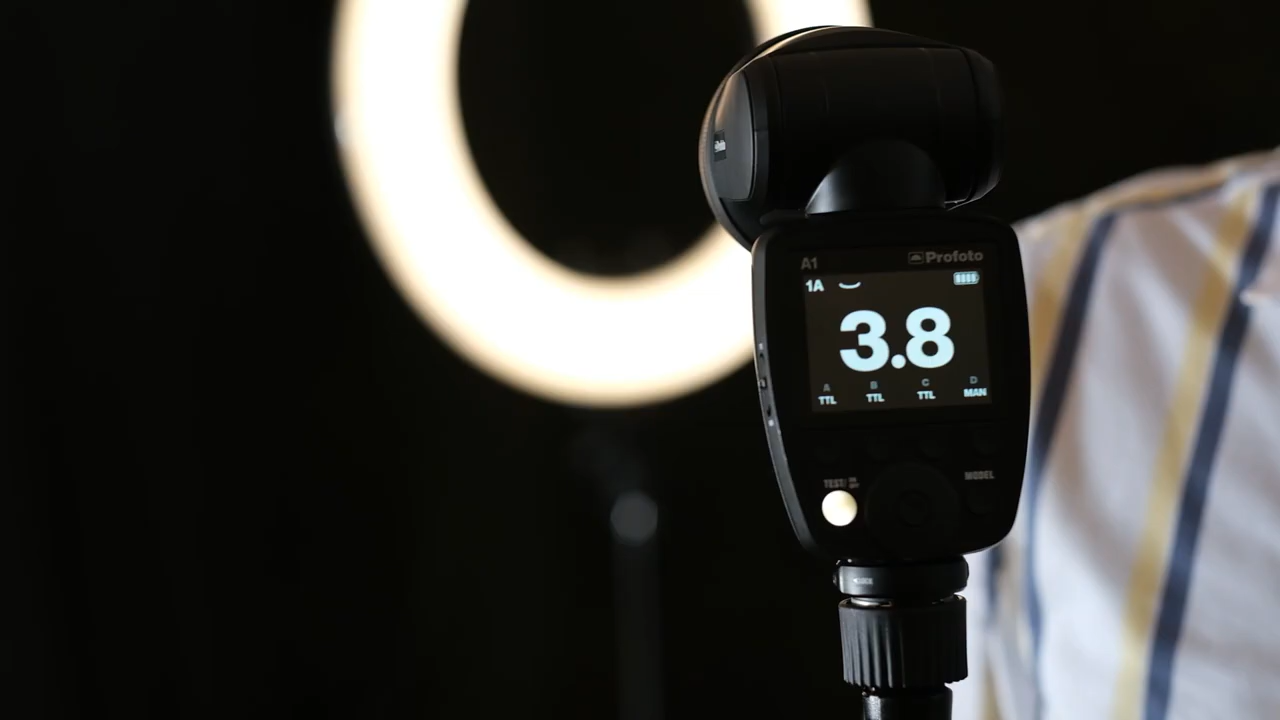 A1 Profoto
1A
3.8
A B C D
TTL TTL TTL MAN
TEST/
MODEL